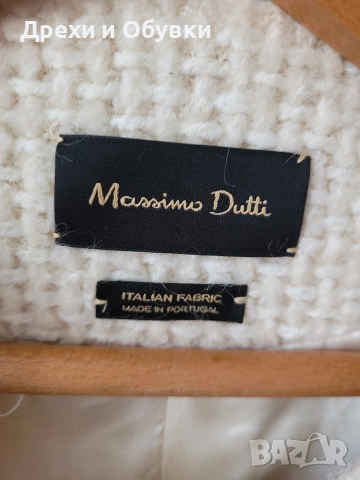 Дрехи и Обувки
Massimo Dutti
ITALIAN FABRIC
MADE IN PORTUGAL
BAZAR